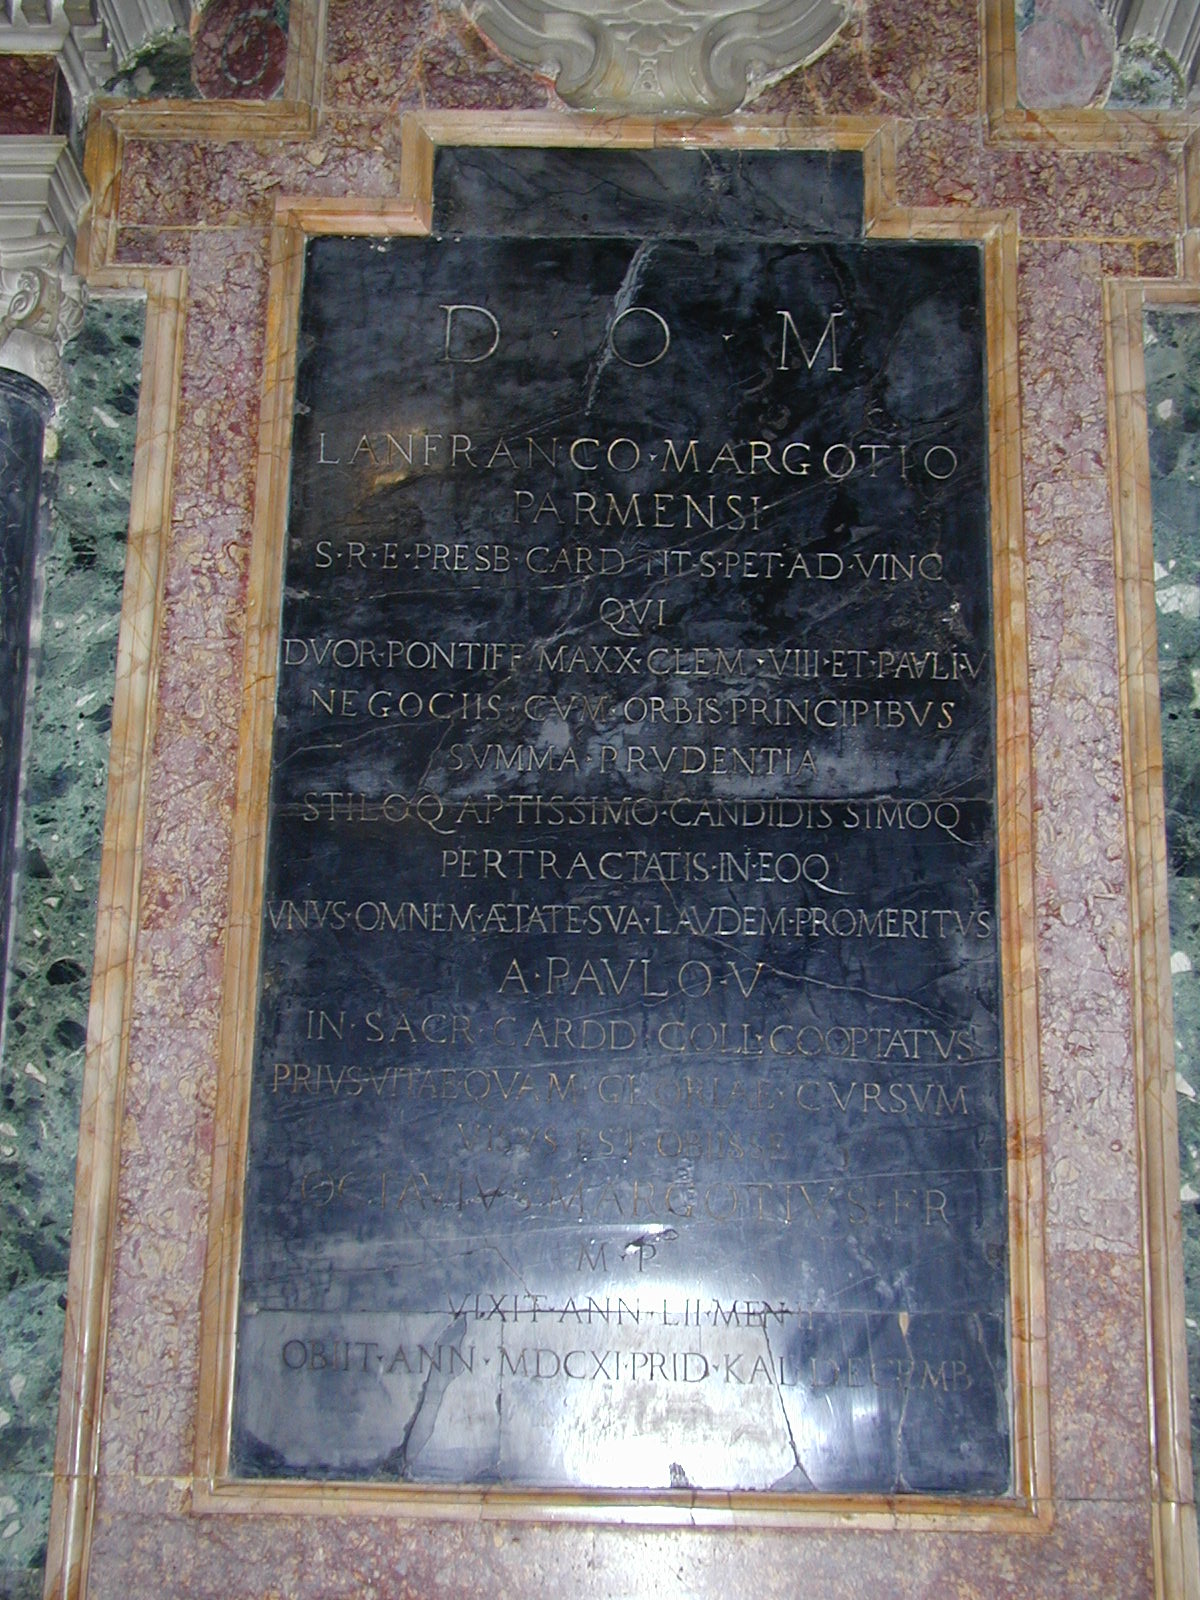 D · O · M
LANFRANCO · MARGOTIO
PARMENSI
S·R·E·PRESB·CARD·TIT·S·PET·AD·VINC
QVI
DVOR·PONTIFF·MAXX·CLEM·VIII·ET·PAVLI·V
NEGOCIIS·CVM·ORBIS·PRINCIPIBVS
SVMMA·PRVDENTIA
STILOQ·APTISSIMO·CANDIDISSIMOQ
PERTRACTATIS·IN·EOQ
VNVS·OMNEM·ÆTATE·SVA·LAVDEM·PROMERITVS
A·PAVLO·V
IN·SACR·CARDD·COLL·COOPTATVS
PRIVS·VITAE·QVAM·GLORIAE·CVRSVM
VISVS·EST·OBIISSE
OCTAVIVS·MARGOTIVS·FR
M·P
VIXIT·ANN·LII·MEN
OBIIT·ANN·MDCXI·PRID·KAL·DECEMB